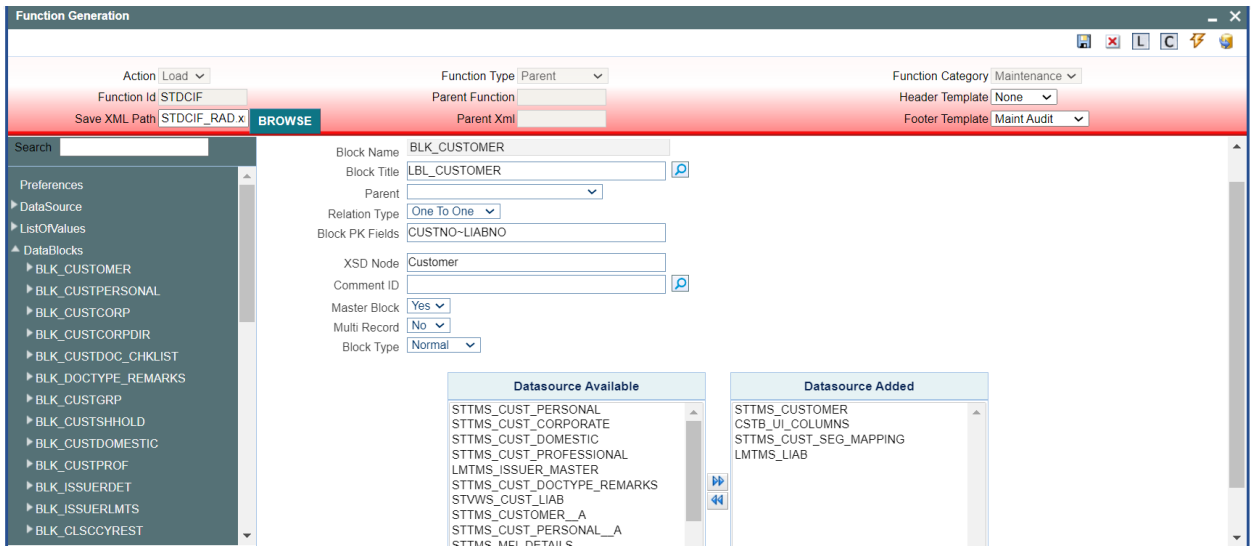 Function Generation
L C
Action Load Function Type Parent Function Category Maintenance
Function Id STDCIF Parent Function Header Template None
Save XML Path STDCIF_RAD.x BROWSE Parent Xml Footer Template Maint Audit
Search
Preferences
DataSource
ListOfValues
DataBlocks
BLK_CUSTOMER
BLK_CUSTPERSONAL
BLK_CUSTCORP
BLK_CUSTCORPDIR
BLK_CUSTDOC_CHKLIST
BLK_DOCTYPE_REMARKS
BLK_CUSTGRP
BLK_CUSTSHHOLD
BLK_CUSTDOMESTIC
BLK_CUSTPROF
BLK_ISSUERDET
BLK_ISSUERLMTS
BLK_CLSCCYREST
Block Name BLK_CUSTOMER
Block Title LBL_CUSTOMER
Parent
Relation Type One To One
Block PK Fields CUSTNO~LIABNO
XSD Node Customer
Comment ID
Master Block Yes
Multi Record No
Block Type Normal
Datasource Available
STTMS_CUST_PERSONAL
STTMS_CUST_CORPORATE
STTMS_CUST_DOMESTIC
STTMS_CUST_PROFESSIONAL
LMTMS_ISSUER_MASTER
STTMS_CUST_DOCTYPE_REMARKS
STVWS_CUST_LIAB
STTMS_CUSTOMER__A
STTMS_CUST_PERSONAL__A
STTMS_MFI_DETAILS
Datasource Added
STTMS_CUSTOMER
CSTB_UI_COLUMNS
STTMS_CUST_SEG_MAPPING
LMTMS_LIAB